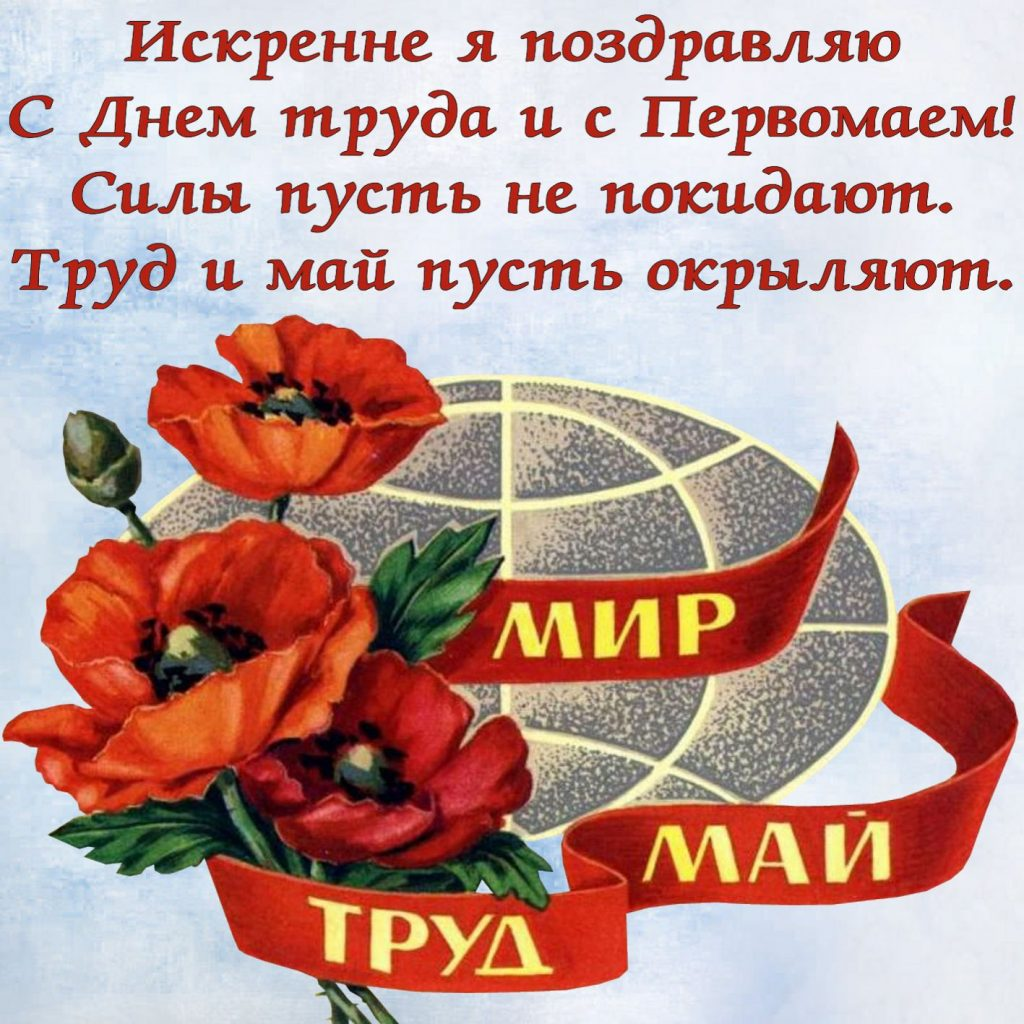 Искренне я поздравляю
С Днем труда и с Первомаем!
Силы пусть не покидают.
Труд и май пусть окрыляют.
МИР
МАЙ
ТРУД